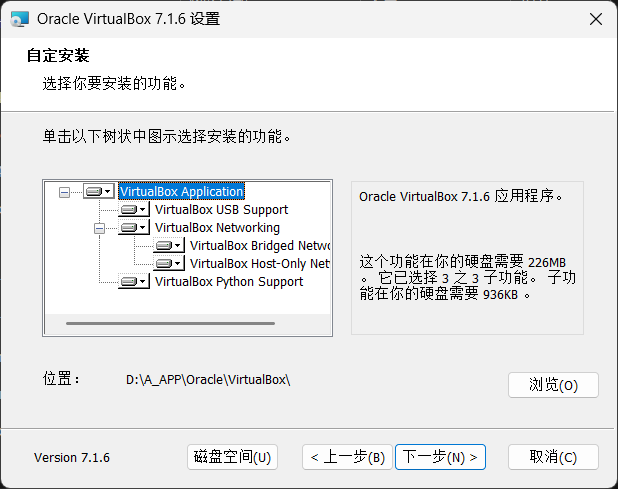 Oracle VirtualBox 7.1.6 设置
自定安装
选择你要安装的功能。
单击以下树状中图示选择安装的功能。
VirtualBox Application
VirtualBox USB Support
VirtualBox Networking
VirtualBox Bridged Netwo
VirtualBox Host-Only Net
VirtualBox Python Support
Oracle VirtualBox 7.1.6 应用程序。
这个功能在你的硬盘需要 226MB
。 它已选择 3 之 3 子功能。 子功
能在你的硬盘需要 936KB 。
位置：
D:\A_APP\Oracle\VirtualBox\
浏览(O)
Version 7.1.6
磁盘空间(U)
< 上一步(B)
下一步(N) >
取消(C)